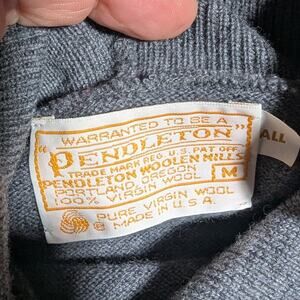 WARRANTED TO BE A
"PENDLETON"
TRADE MARK REG. U.S. PAT. OFF.
PENDLETON WOOLEN MILLS
PORTLAND, OREGON
100% VIRGIN WOOL
M
PURE VIRGIN WOOL
MADE IN U.S.A.
ALL